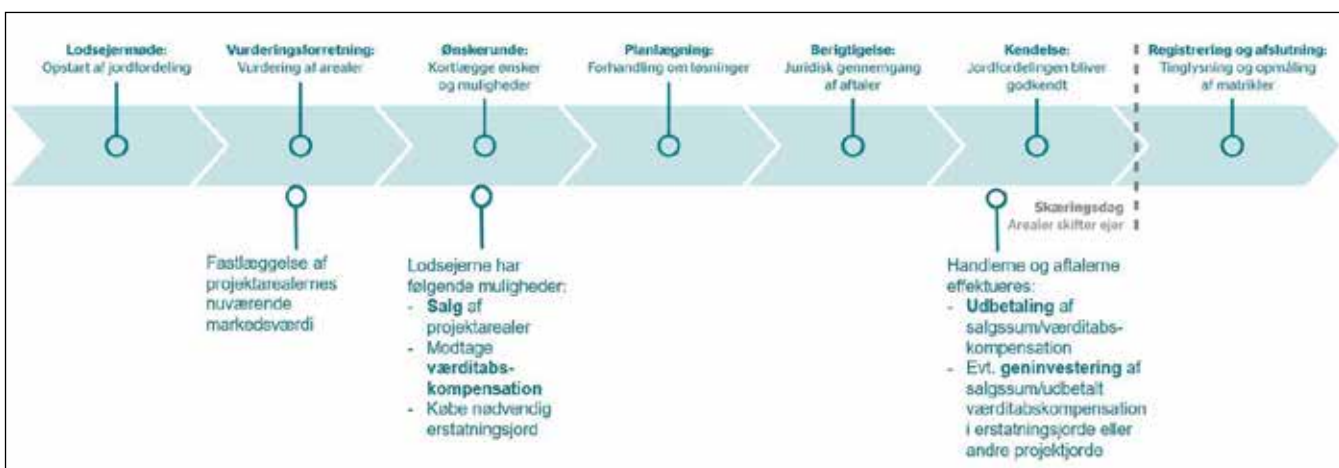 Lodsejermøde:
Opstart af jordfordeling
Vurderingsforretning:
Vurdering af arealer
Ønskerunde:
Kortlægge ønsker
og muligheder
Planlægning:
Forhandling om løsninger
Berigtigelse:
Juridisk gennemgang
af aftaler
Kendelse:
Jordfordelingen bliver
godkendt
Registrering og afslutning:
Tinglysning og opmåling
af matrikler
Skæringsdag
Arealer skifter ejer
Fastlæggelse af
projektarealernes
nuværende
markedsværdi
Lodsejerne har
følgende muligheder:
- Salg af
projektarealer
- Modtage
værditabs-
kompensation
- Købe nødvendig
erstatningsjord
Handlerne og aftalerne
effektueres:
- Udbetaling af
salgssum/værditabs-
kompensation
- Evt. geninvestering af
salgssum/udbetalt
værditabskompensation
i erstatningsjorde eller
andre projektjorde